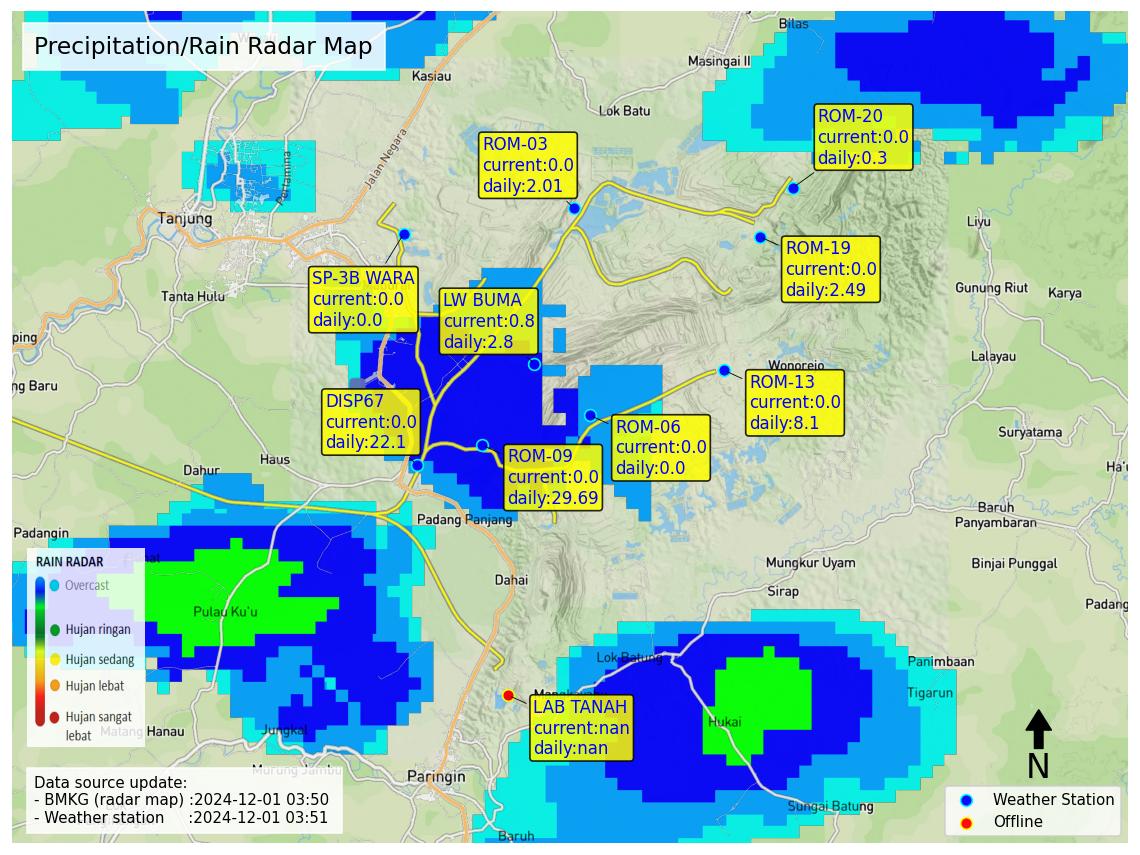 Precipitation/Rain Radar Map
Bilas
Masingai II
Kasiau
Lok Batu
Jalan Negara
Pertamina
Tanjung
Tanta Hulu
ROM-20
current:0.0
daily:0.3
ROM-03
current:0.0
daily:2.01
ROM-19
current:0.0
daily:2.49
Liyu
Gunung Riut
Karya
Lalayau
SP-3B WARA
current:0.0
daily:0.0
LW BUMA
current:0.8
daily:2.8
ping
ng Baru
Wonorejo
ROM-13
current:0.0
daily:8.1
DISP67
current:0.0
daily:22.1
ROM-06
current:0.0
daily:0.0
ROM-09
current:0.0
daily:29.69
Suryatama
Ha'u
Haus
Dahur
Padangin
Padang Panjang
Baruh
Panyambaran
Mungkur Uyam
Binjai Punggal
Dahai
Sirap
Padang
RAIN RADAR
Overcast
Hujan ringan
Hujan sedang
Hujan lebat
Hujan sangat
lebat
Pulau Ku'u
Lok Batung
Panimbaan
Tigarun
LAB TANAH
current:nan
daily:nan
Hukai
Matang Hanau
Jungkal
Murung Jambu
Paringin
Baruh
Sungai Batung
N
Data source update:
- BMKG (radar map) :2024-12-01 03:50
- Weather station :2024-12-01 03:51
Weather Station
Offline